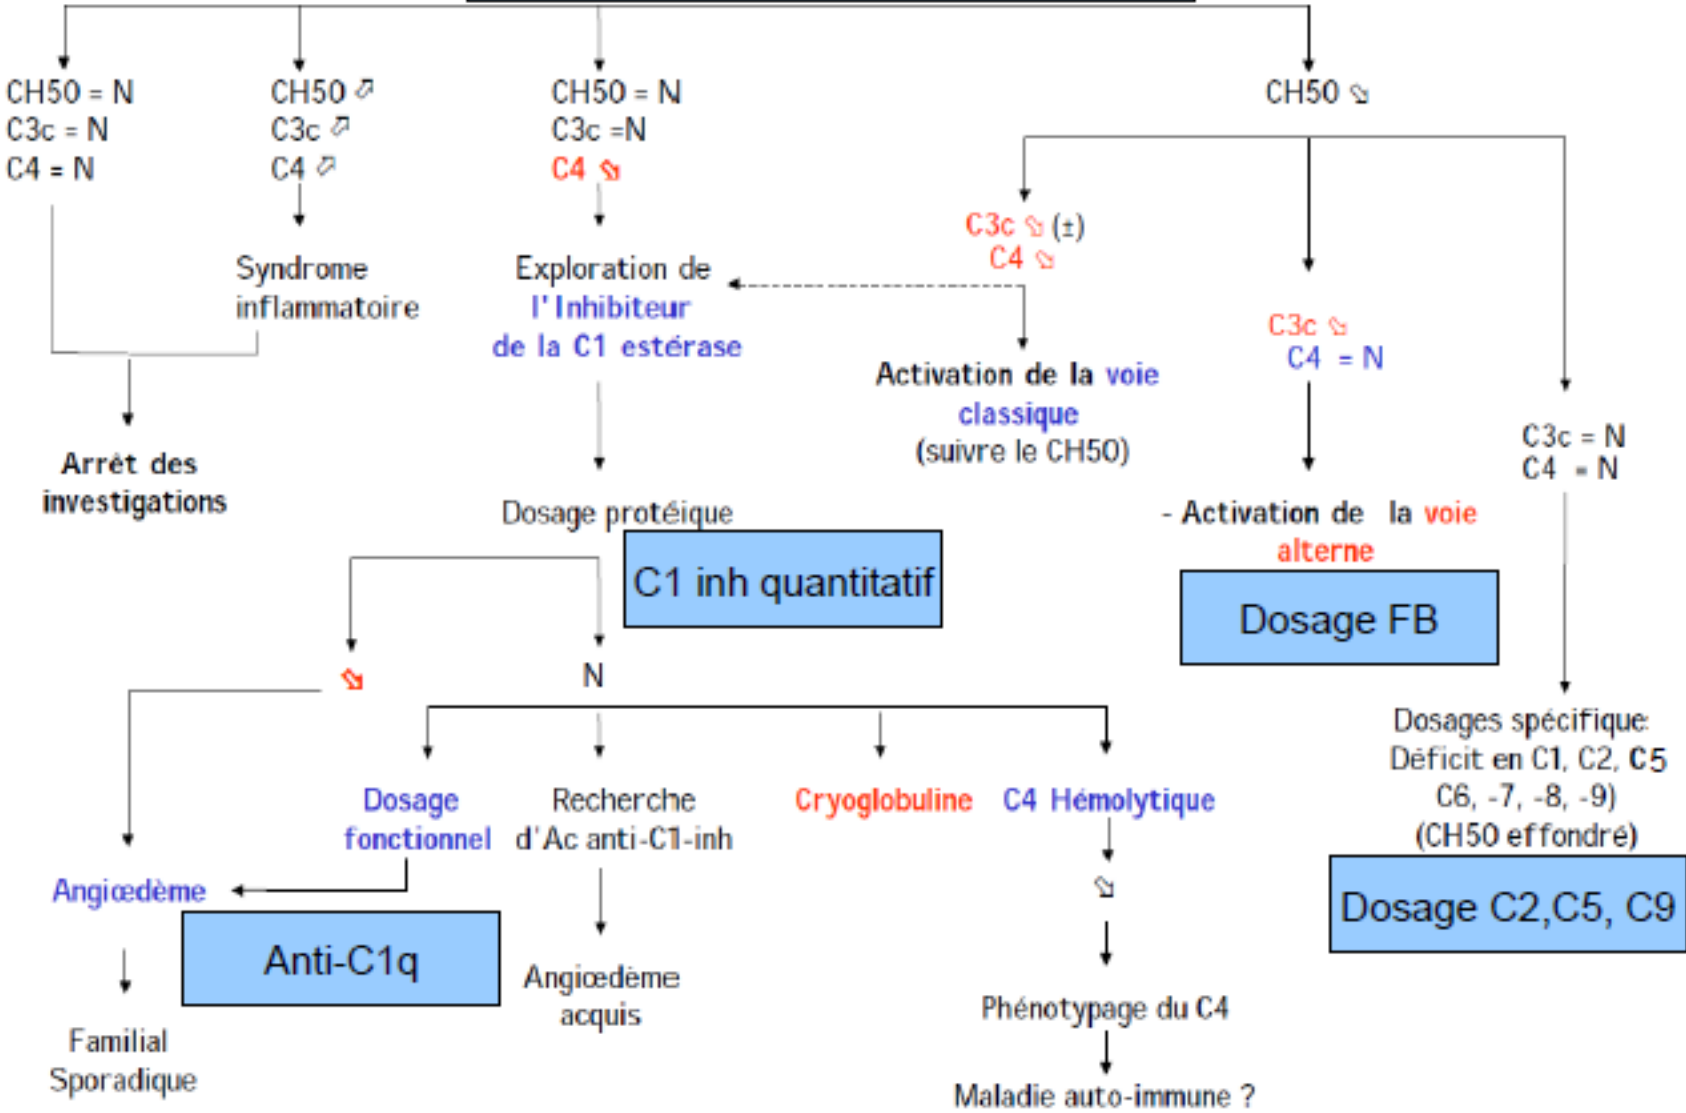 CH50 = N
C3c = N
C4 = N
CH50 ⬀
C3c ⬀
C4 ⬀
CH50 = N
C3c =N
C4 ⬂
CH50 ⬂
C3c ⬂ (±)
C4 ⬂
Syndrome
inflammatoire
Exploration de
l'Inhibiteur
de la C1 estérase
C3c ⬂
C4 = N
Activation de la voie
classique
(suivre le CH50)
C3c = N
C4 = N
Arrêt des
investigations
Dosage protéique
C1 inh quantitatif
- Activation de la voie
alterne
Dosage FB
⬂
N
Dosages spécifique:
Déficit en C1, C2, C5
C6, -7, -8, -9)
(CH50 effondré)
Dosage C2,C5, C9
Dosage
fonctionnel
Recherche
d'Ac anti-C1-inh
Cryoglobuline
C4 Hémolytique
⬂
Angiœdème
Anti-C1q
Angiœdème
acquis
Phénotypage du C4
Familial
Sporadique
Maladie auto-immune ?